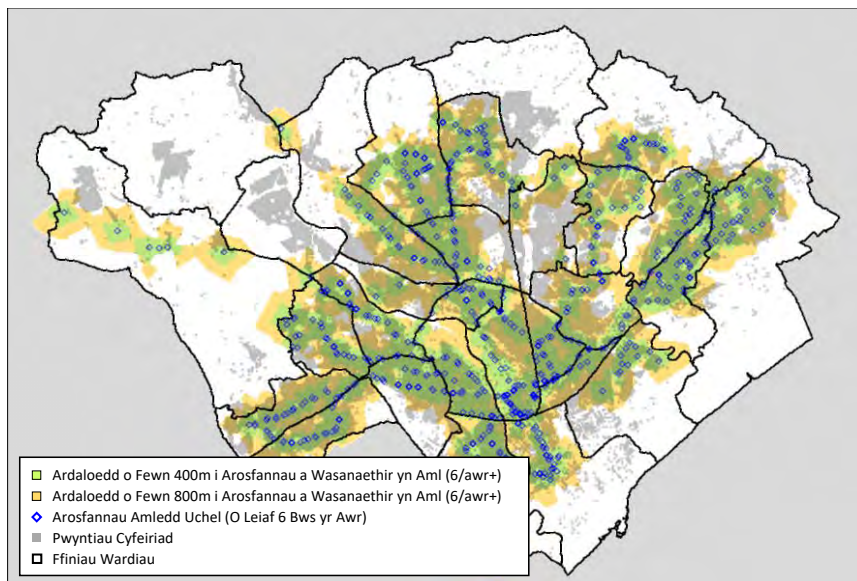 Ardaloedd o Fewn 400m i Arosfannau a Wasanaethir yn Aml (6/awr+)
Ardaloedd o Fewn 800m i Arosfannau a Wasanaethir yn Aml (6/awr+)
Arosfannau Amledd Uchel (O Leiaf 6 Bws yr Awr)
Pwyntiau Cyfeiriad
Ffiniau Wardiau